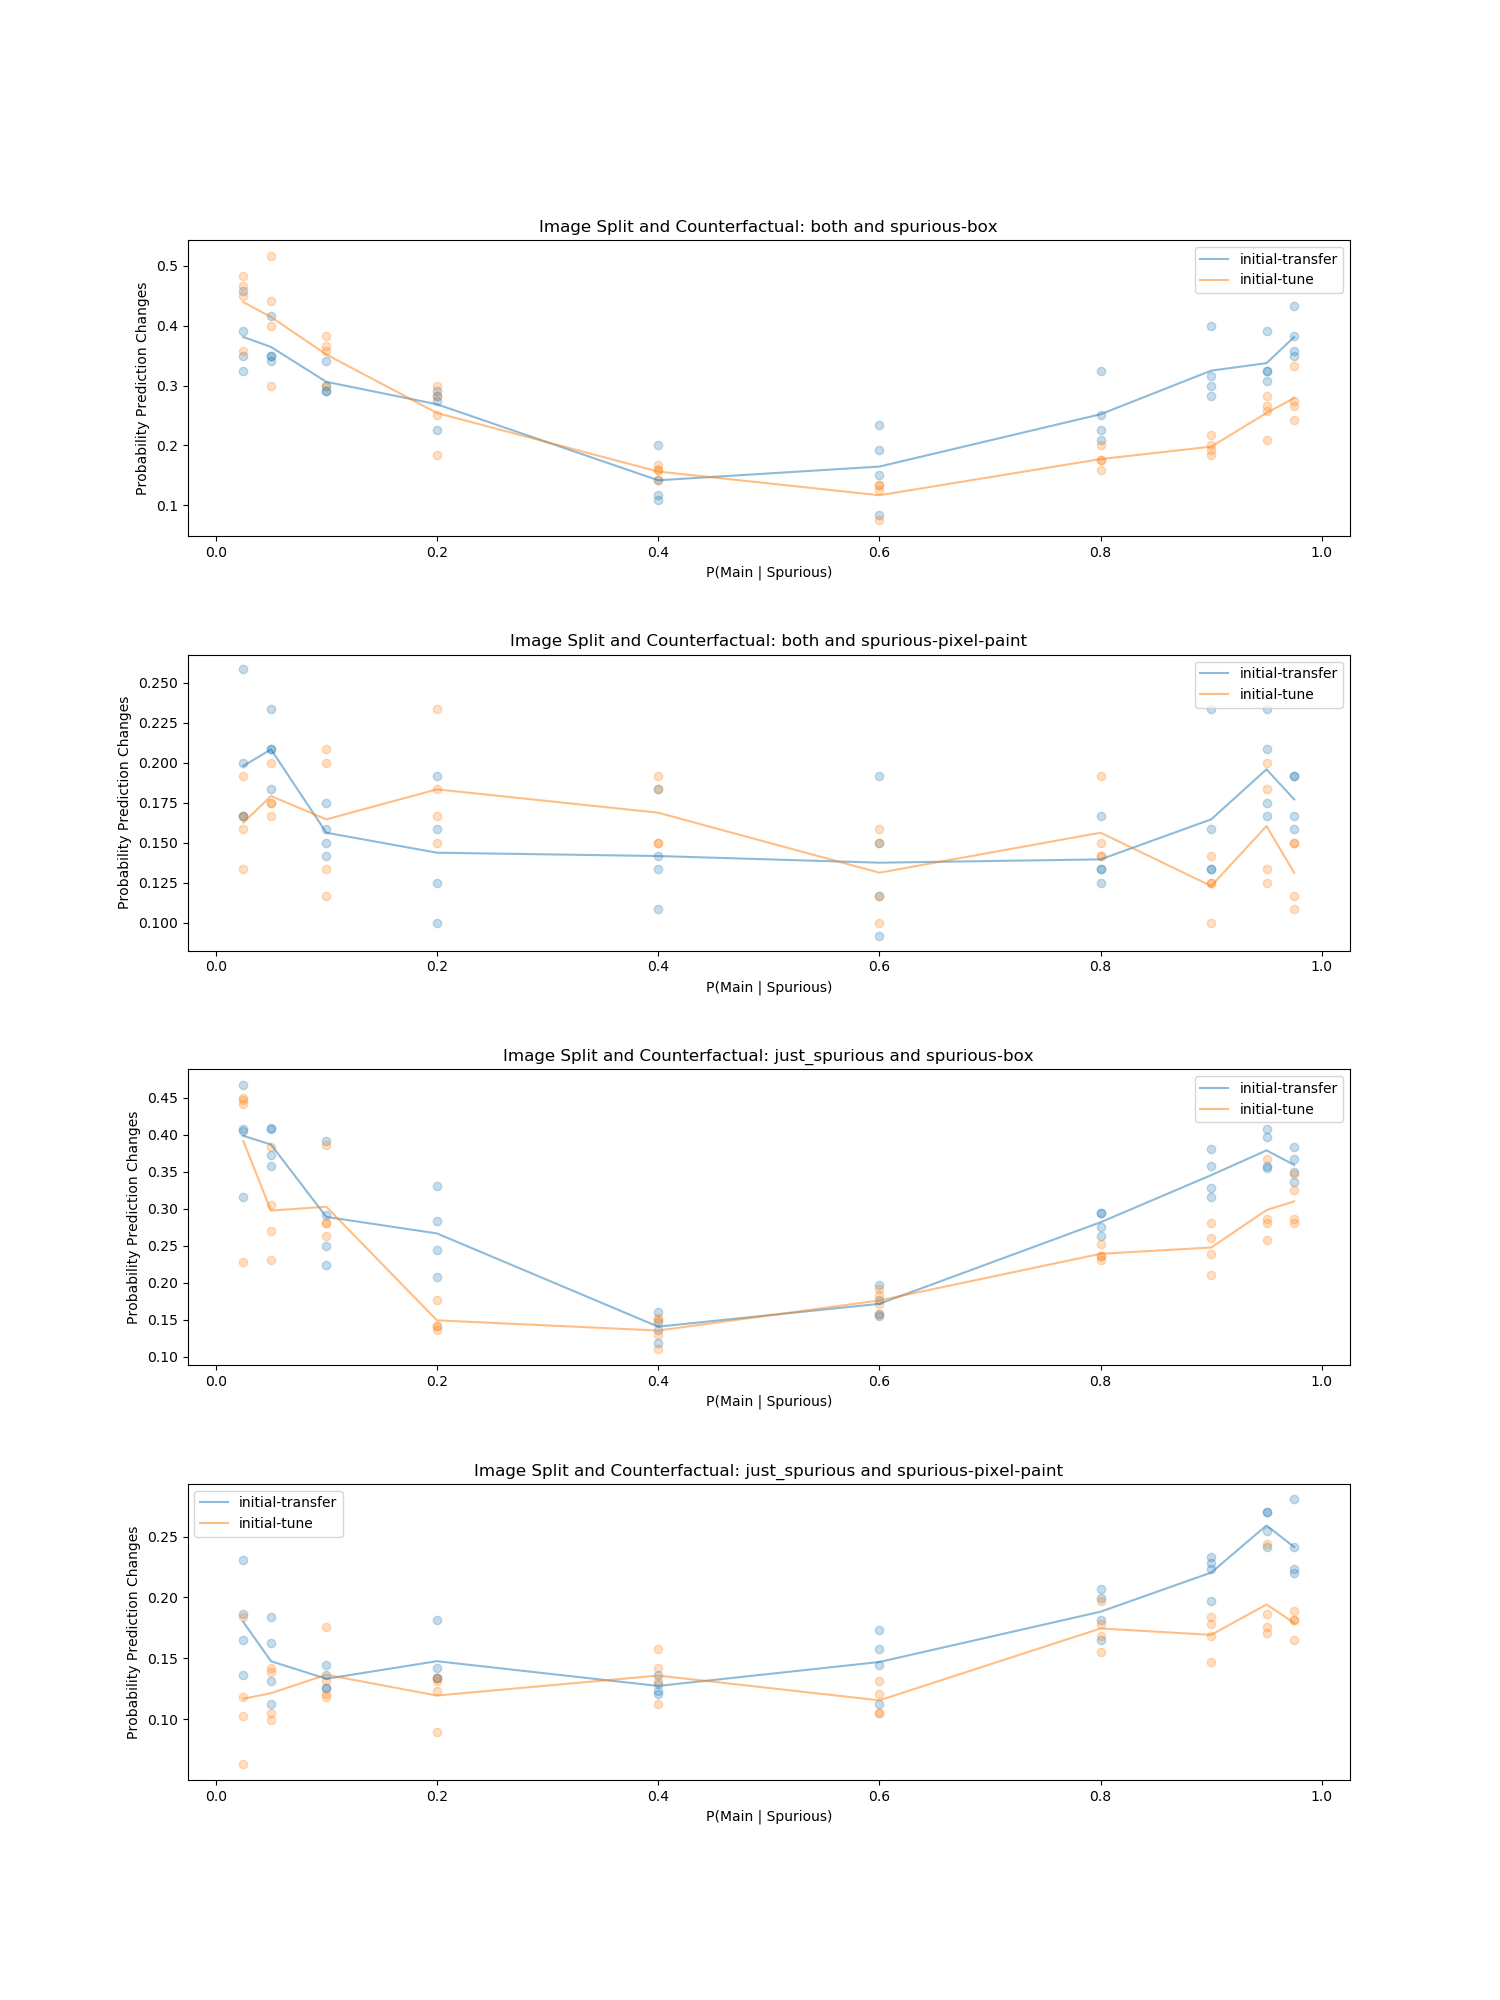 Image Split and Counterfactual: both and spurious-box
Probability Prediction Changes
0.5
0.4
0.3
0.2
0.1
initial-transfer
initial-tune
0.0 0.2 0.4 0.6 0.8 1.0
P(Main | Spurious)
Image Split and Counterfactual: both and spurious-pixel-paint
Probability Prediction Changes
0.250
0.225
0.200
0.175
0.150
0.125
0.100
initial-transfer
initial-tune
0.0 0.2 0.4 0.6 0.8 1.0
P(Main | Spurious)
Image Split and Counterfactual: just_spurious and spurious-box
Probability Prediction Changes
0.45
0.40
0.35
0.30
0.25
0.20
0.15
0.10
initial-transfer
initial-tune
0.0 0.2 0.4 0.6 0.8 1.0
P(Main | Spurious)
Image Split and Counterfactual: just_spurious and spurious-pixel-paint
Probability Prediction Changes
0.25
0.20
0.15
0.10
initial-transfer
initial-tune
0.0 0.2 0.4 0.6 0.8 1.0
P(Main | Spurious)